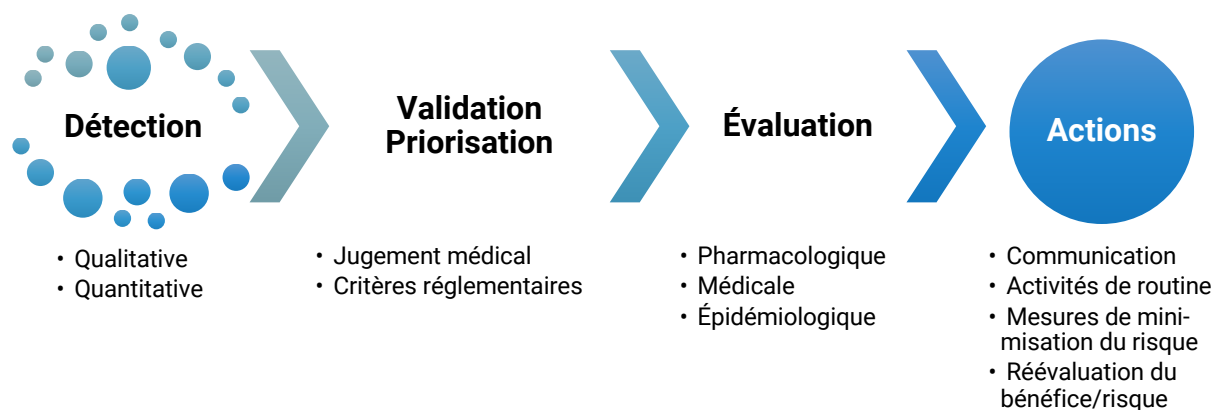 Détection
Validation
Priorisation
Évaluation
Actions
• Qualitative
• Quantitative
• Jugement médical
• Critères réglementaires
• Pharmacologique
• Médicale
• Épidémiologique
• Communication
• Activités de routine
• Mesures de mini-
misation du risque
• Réévaluation du
bénéfice/risque